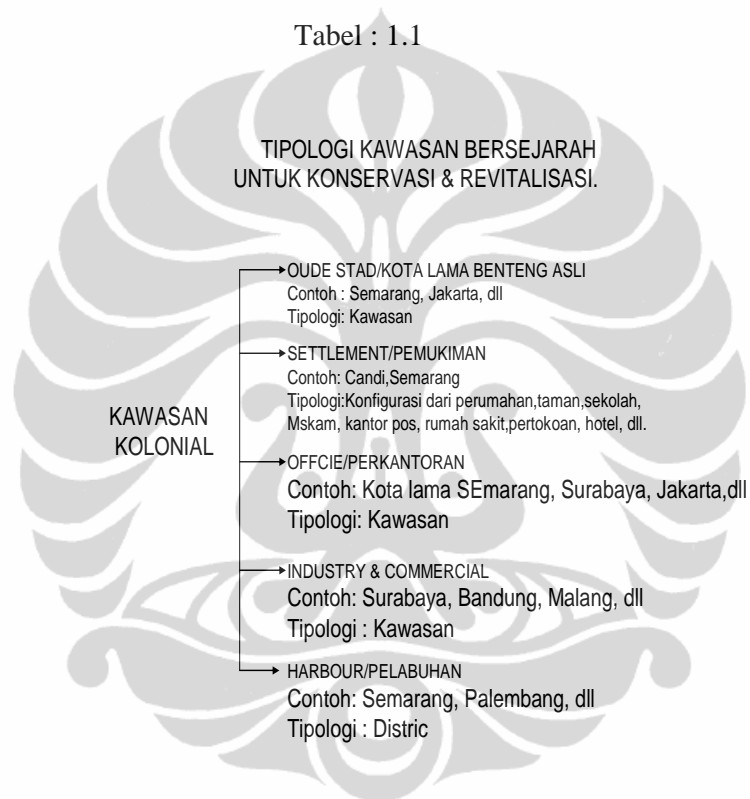 Tabel : 1.1
TIPOLOGI KAWASAN BERSEJARAH
UNTUK KONSERVASI & REVITALISASI.
KAWASAN
KOLONIAL
OUDE STAD/KOTA LAMA BENTENG ASLI
Contoh : Semarang, Jakarta, dll
Tipologi: Kawasan
SETTLEMENT/PEMUKIMAN
Contoh: Candi,Semarang
Tipologi:Konfigurasi dari perumahan,taman,sekolah,
Mskam, kantor pos, rumah sakit,pertokoan, hotel, dll.
OFFCIE/PERKANTORAN
Contoh: Kota lama SEmarang, Surabaya, Jakarta,dll
Tipologi: Kawasan
INDUSTRY & COMMERCIAL
Contoh: Surabaya, Bandung, Malang, dll
Tipologi : Kawasan
HARBOUR/PELABUHAN
Contoh: Semarang, Palembang, dll
Tipologi : Distric